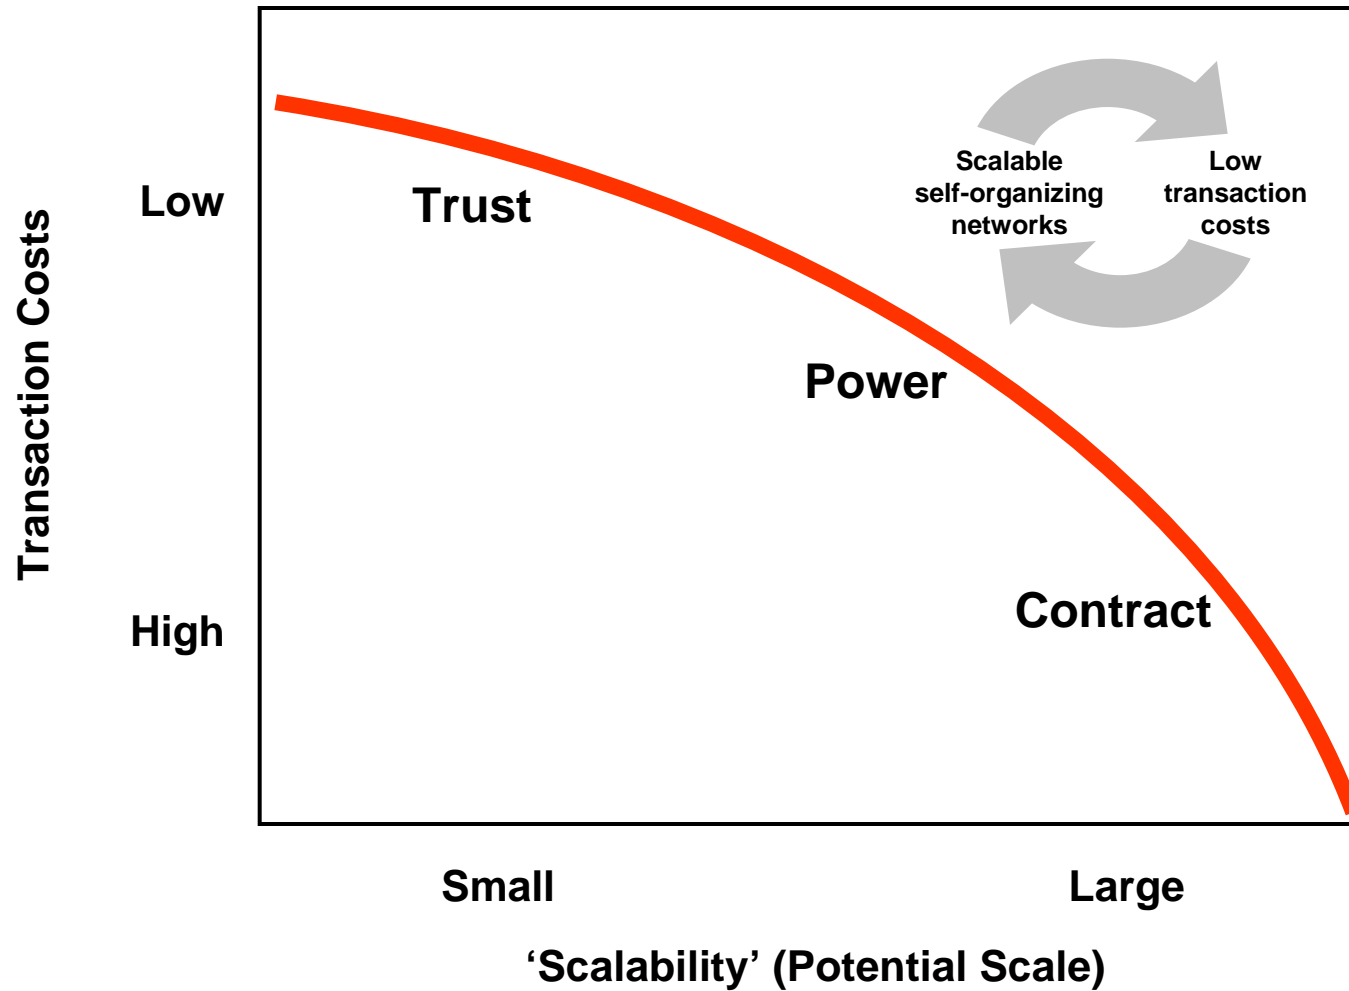 Transaction Costs
Low
High
Trust
Power
Contract
Scalable
self-organizing
networks
Low
transaction
costs
Small
Large
‘Scalability’ (Potential Scale)